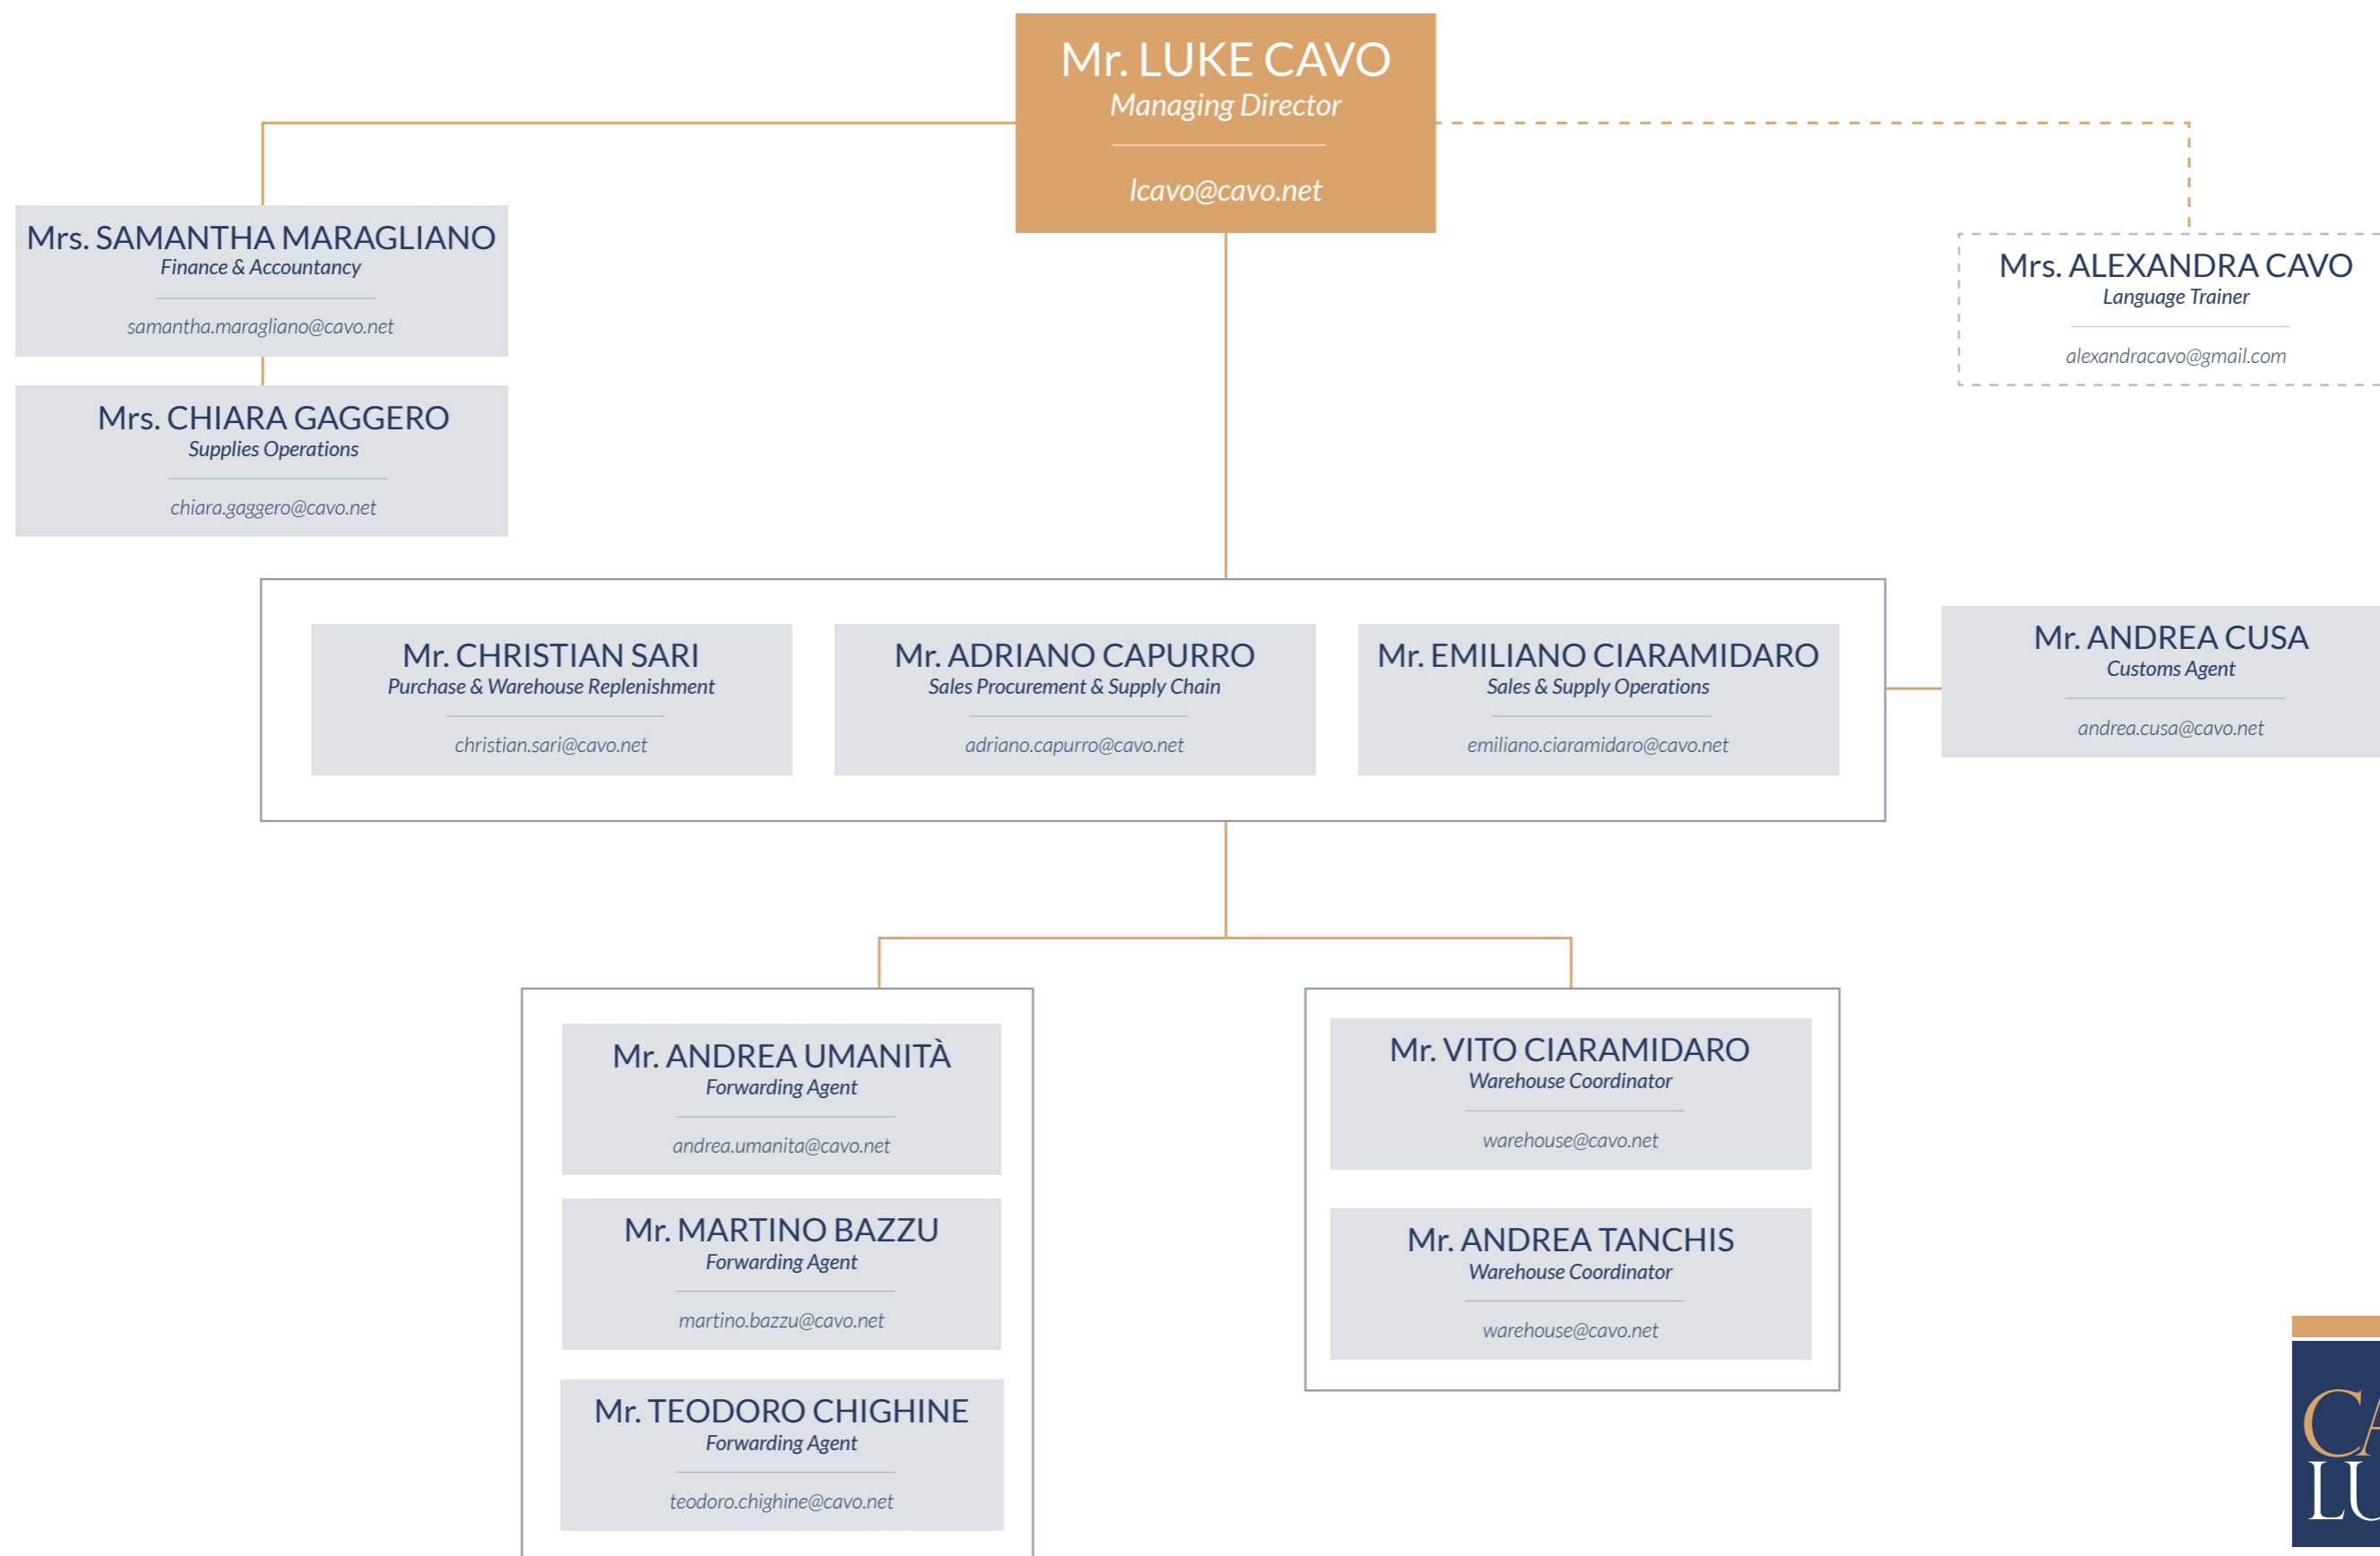 Mr. LUKE CAVO
Managing Director
lcavo@cavo.net
Mrs. SAMANTHA MARAGLIANO
Finance & Accountancy
samantha.maragliano@cavo.net
Mrs. ALEXANDRA CAVO
Language Trainer
alexandracavo@gmail.com
Mrs. CHIARA GAGGERO
Supplies Operations
chiara.gaggero@cavo.net
Mr. CHRISTIAN SARI
Purchase & Warehouse Replenishment
christian.sari@cavo.net
Mr. ADRIANO CAPURRO
Sales Procurement & Supply Chain
adriano.capurro@cavo.net
Mr. EMILIANO CIARAMIDARO
Sales & Supply Operations
emiliano.ciaramidaro@cavo.net
Mr. ANDREA CUSA
Customs Agent
andrea.cusa@cavo.net
Mr. ANDREA UMANITÀ
Forwarding Agent
andrea.umanita@cavo.net
Mr. MARTINO BAZZU
Forwarding Agent
martino.bazzu@cavo.net
Mr. TEODORO CHIGHINE
Forwarding Agent
teodoro.chighine@cavo.net
Mr. VITO CIARAMIDARO
Warehouse Coordinator
warehouse@cavo.net
Mr. ANDREA TANCHIS
Warehouse Coordinator
warehouse@cavo.net